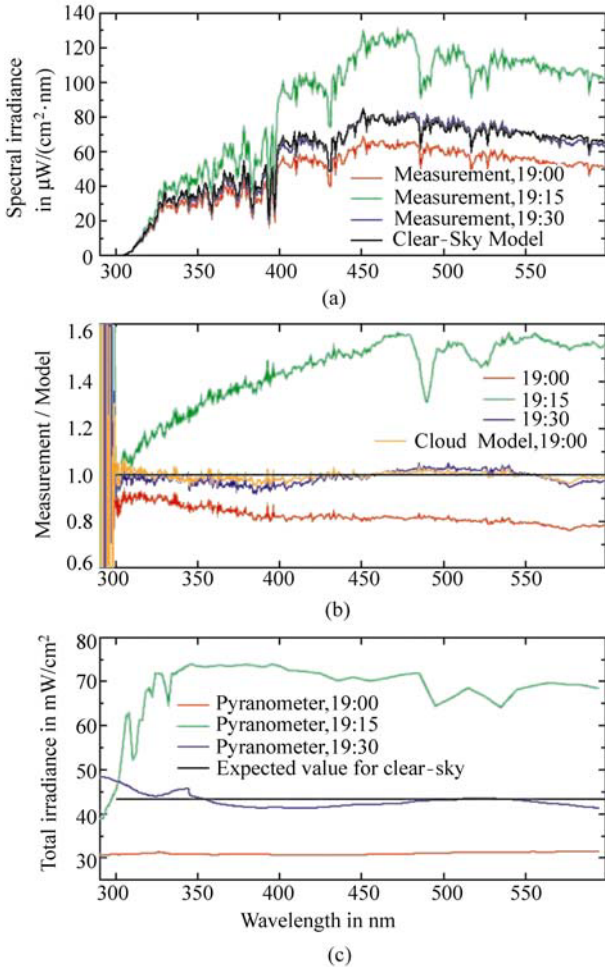 140
120
100
80
60
40
20
0
Spectral irradiance
in μW/(cm²·nm)
Measurement,19:00
Measurement,19:15
Measurement,19:30
Clear-Sky Model
300 350 400 450 500 550
(a)
1.6
1.4
1.2
1.0
0.8
0.6
Measurement / Model
19:00
19:15
19:30
Cloud Model,19:00
300 350 400 450 500 550
(b)
80
70
60
50
40
30
Total irradiance in mW/cm²
Pyranometer,19:00
Pyranometer,19:15
Pyranometer,19:30
Expected value for clear-sky
300 350 400 450 500 550
Wavelength in nm
(c)